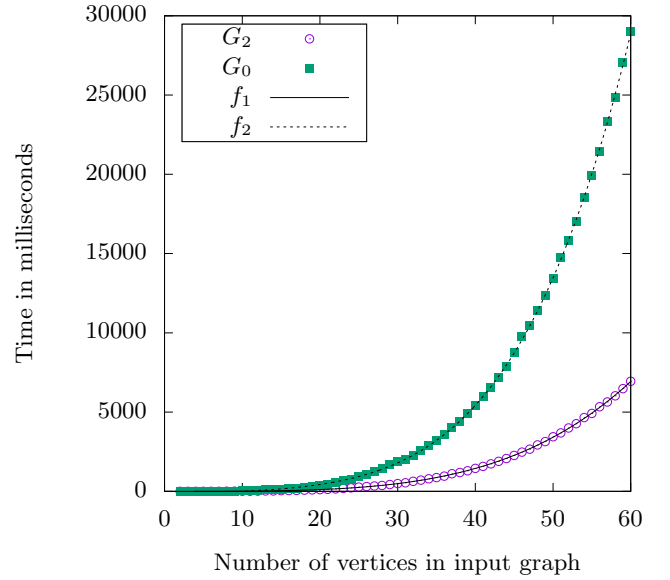 30000
25000
20000
15000
10000
5000
0
0 10 20 30 40 50 60
Time in milliseconds
Number of vertices in input graph
G₂
G₀
f₁
f₂